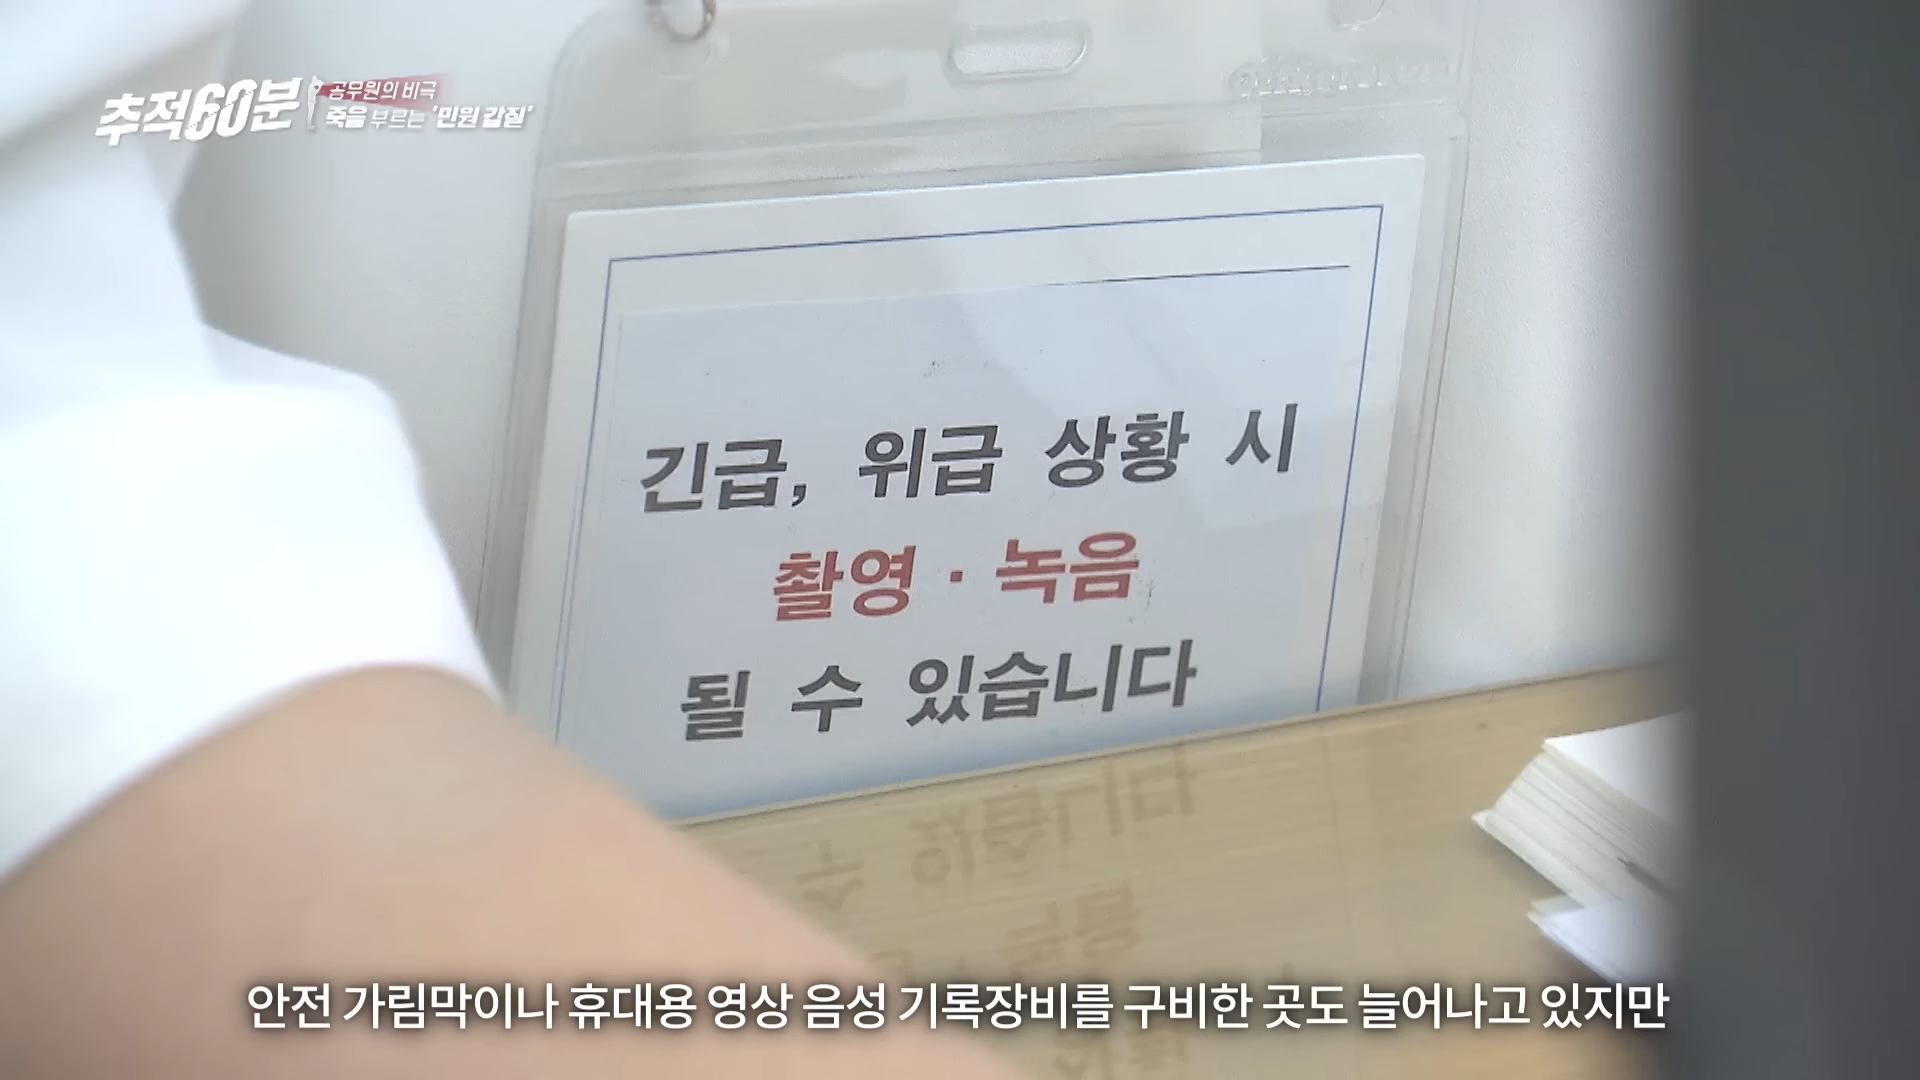 추적60분
공무원의 비극
죽음 부르는 '민원 갑질'
긴급, 위급 상황 시
촬영 · 녹음
될 수 있습니다
안전 가림막이나 휴대용 영상 음성 기록장비를 구비한 곳도 늘어나고 있지만